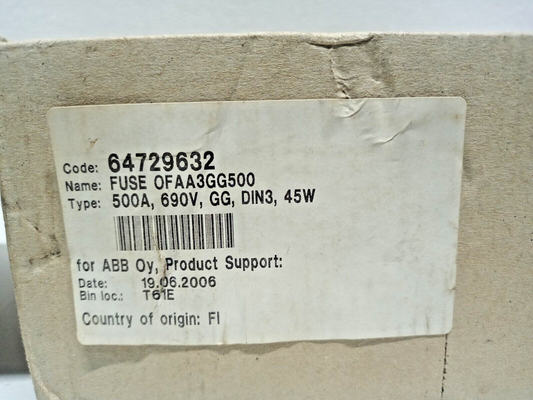 Code: 64729632
Name: FUSE OFAA3GG500
Type: 500A, 690V, GG, DIN3, 45W
for ABB Oy, Product Support:
Date: 19.06.2006
Bin loc.: T61E
Country of origin: FI